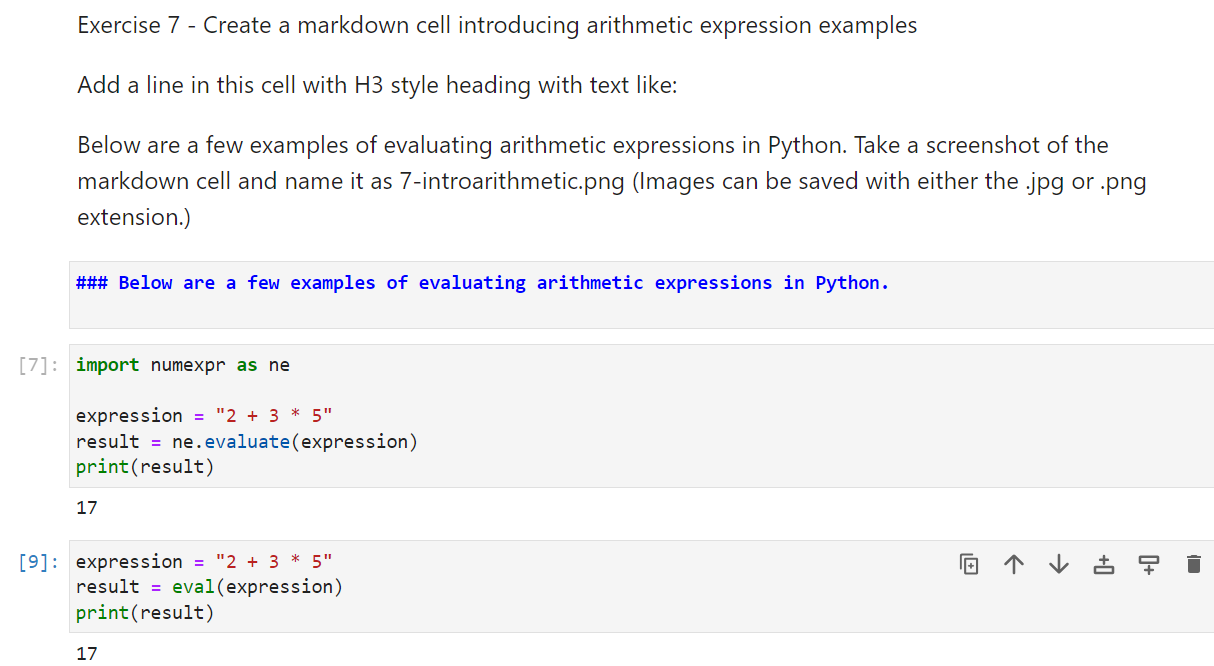 Exercise 7 - Create a markdown cell introducing arithmetic expression examples
Add a line in this cell with H3 style heading with text like:
Below are a few examples of evaluating arithmetic expressions in Python. Take a screenshot of the
markdown cell and name it as 7-introarithmetic.png (Images can be saved with either the .jpg or .png
extension.)
### Below are a few examples of evaluating arithmetic expressions in Python.
[7]: import numexpr as ne
expression = "2 + 3 * 5"
result = ne.evaluate(expression)
print(result)
17
[9]: expression = "2 + 3 * 5"
result = eval(expression)
print(result)
17